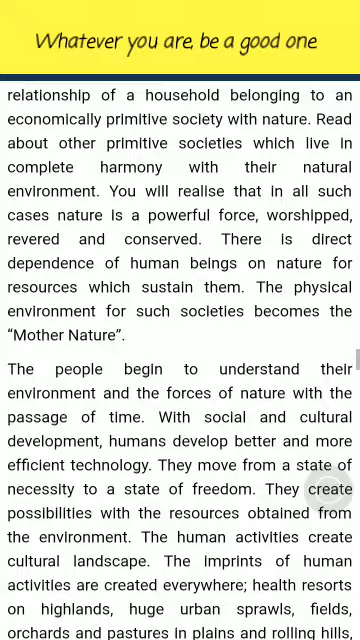 Whatever you are, be a good one
relationship of a household belonging to an
economically primitive society with nature. Read
about other primitive societies which live in
complete harmony with their natural
environment. You will realise that in all such
cases nature is a powerful force, worshipped,
revered and conserved. There is direct
dependence of human beings on nature for
resources which sustain them. The physical
environment for such societies becomes the
“Mother Nature”.
The people begin to understand their
environment and the forces of nature with the
passage of time. With social and cultural
development, humans develop better and more
efficient technology. They move from a state of
necessity to a state of freedom. They create
possibilities with the resources obtained from
the environment. The human activities create
cultural landscape. The imprints of human
activities are created everywhere; health resorts
on highlands, huge urban sprawls, fields,
orchards and pastures in plains and rolling hills,